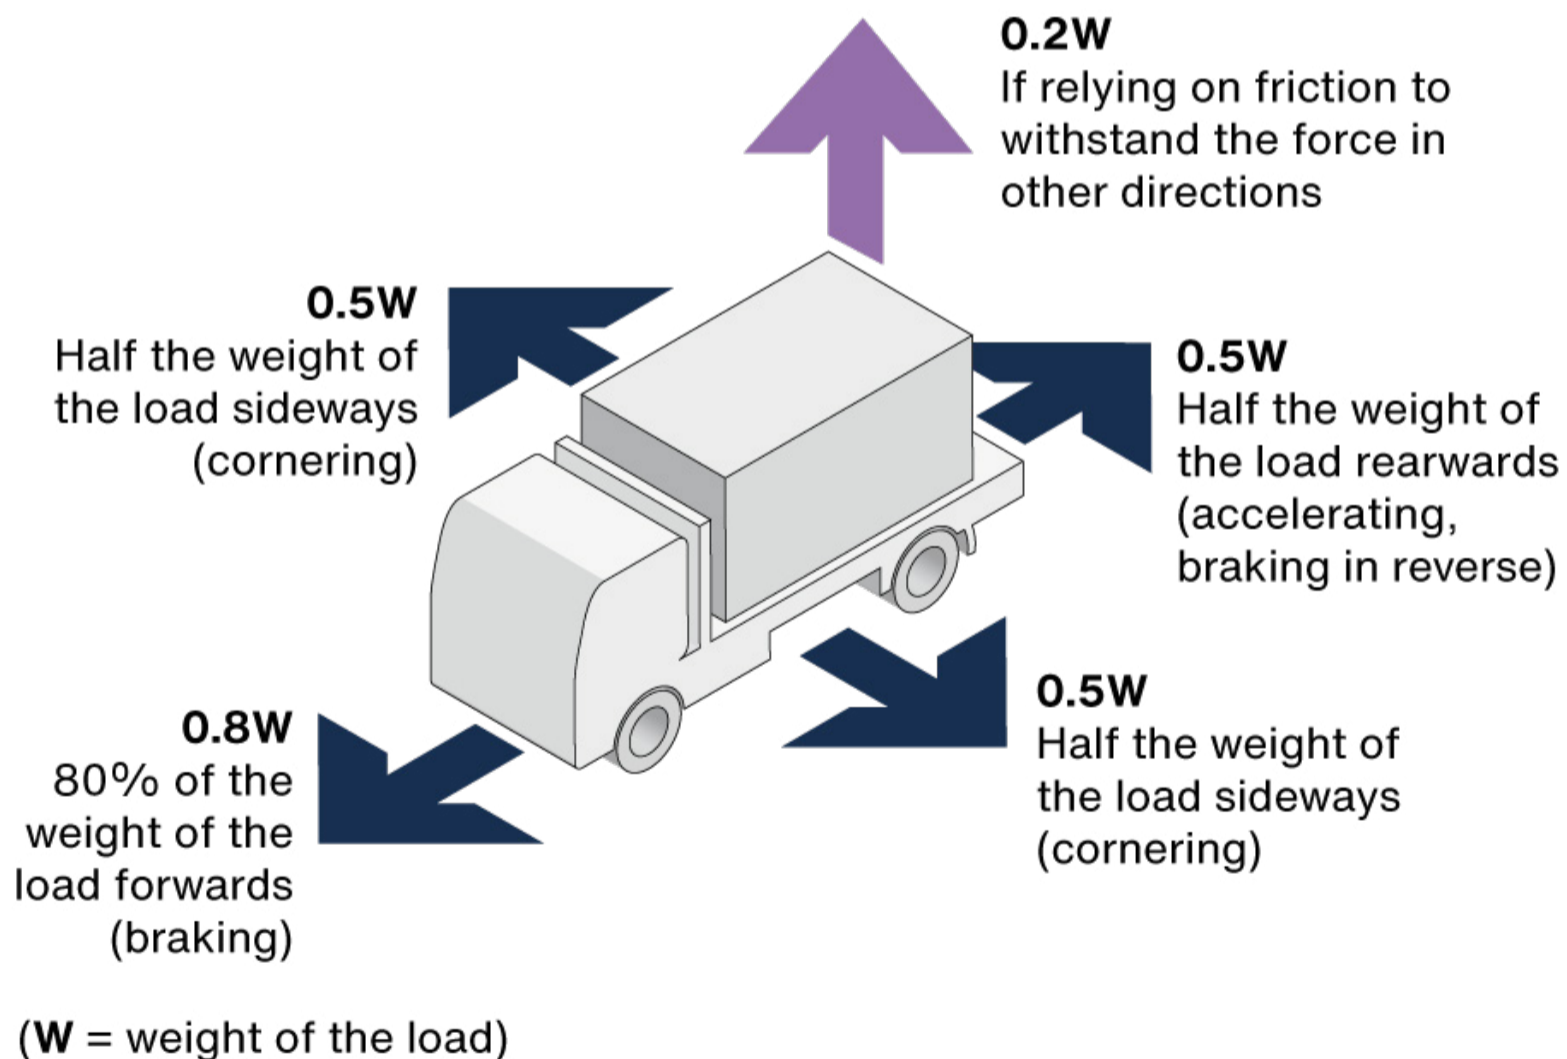 0.2W
If relying on friction to
withstand the force in
other directions
0.5W
Half the weight of
the load sideways
(cornering)
0.5W
Half the weight of
the load rearwards
(accelerating,
braking in reverse)
0.5W
Half the weight of
the load sideways
(cornering)
0.8W
80% of the
weight of the
load forwards
(braking)
(W = weight of the load)